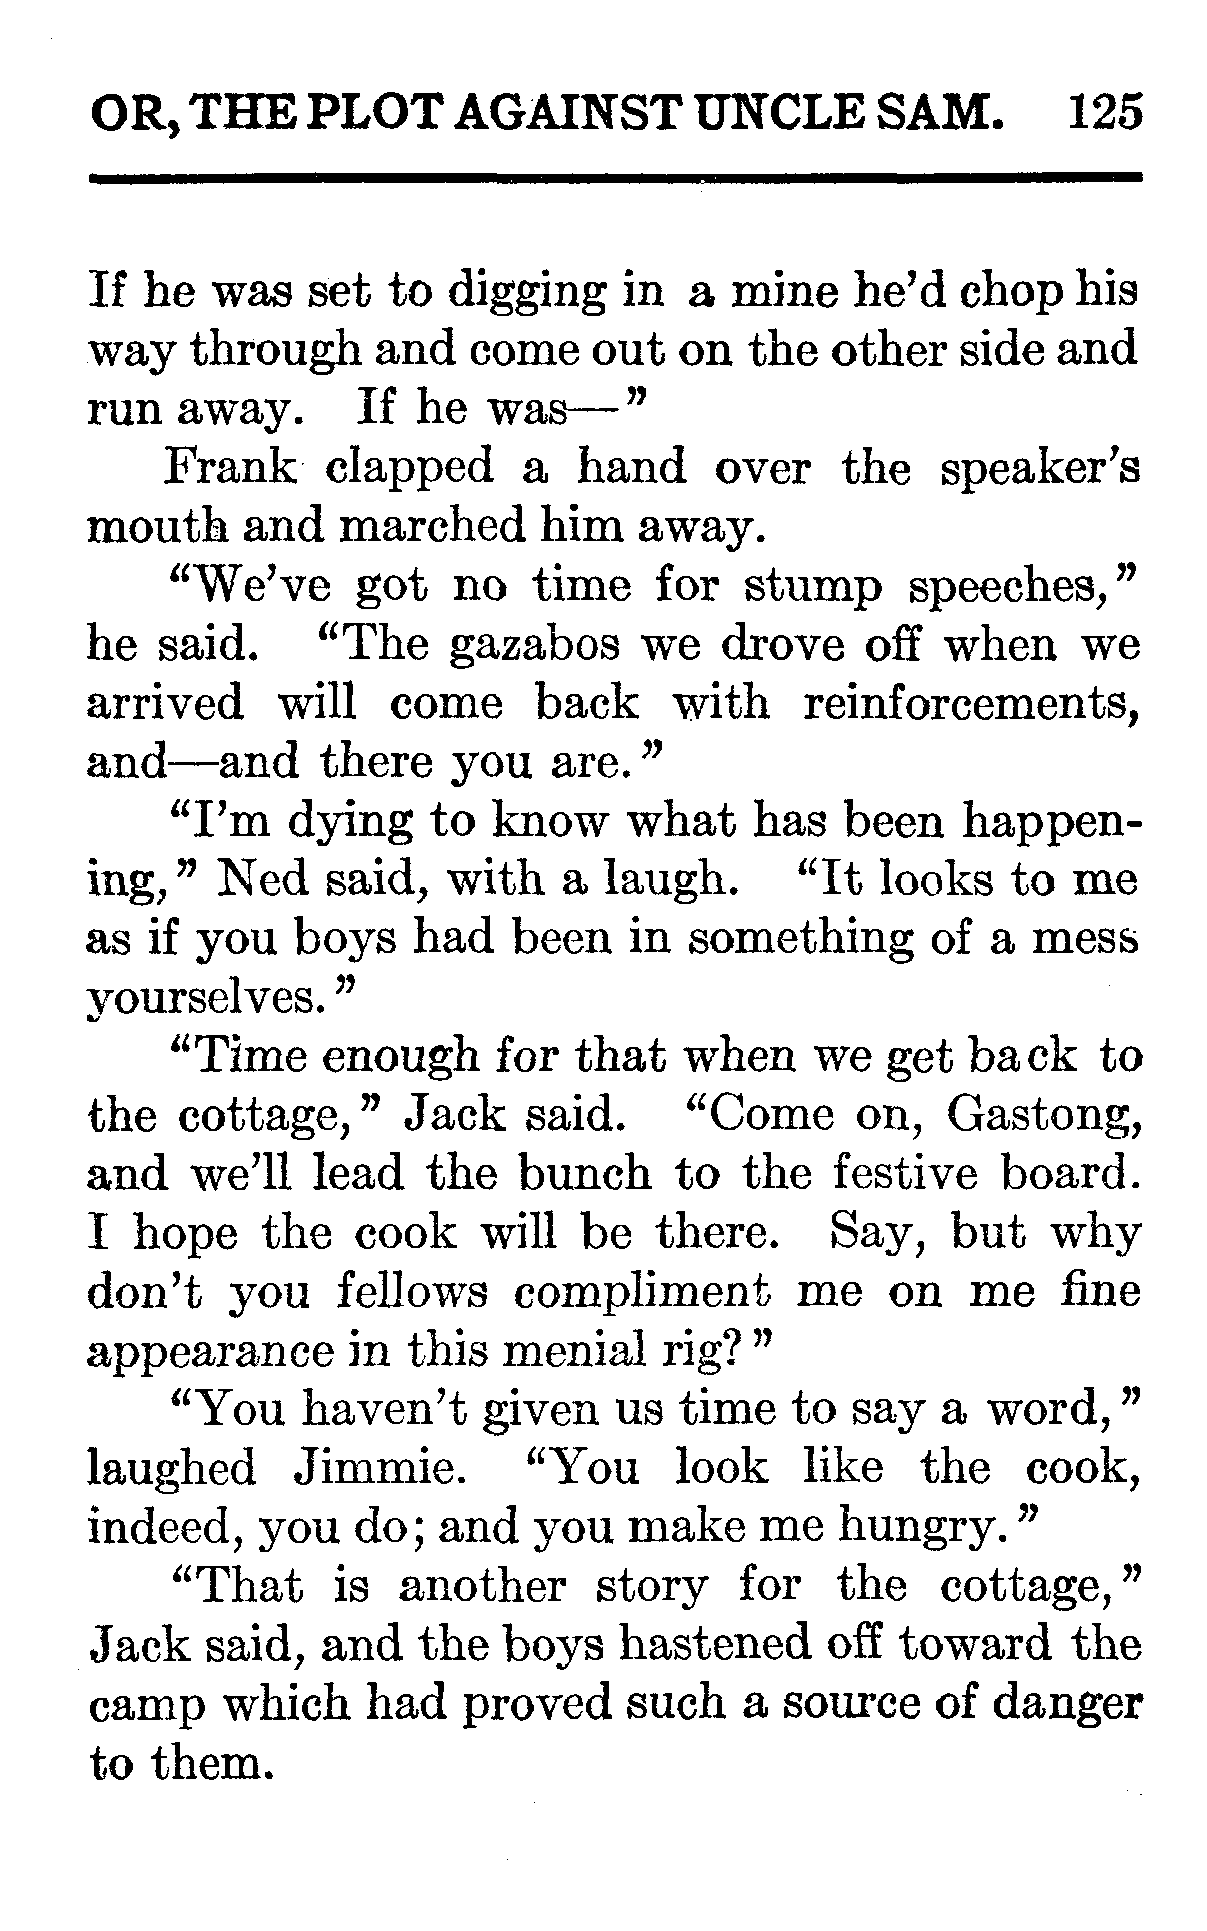 OR, THE PLOT AGAINST UNCLE SAM. 125
If he was set to digging in a mine he'd chop his
way through and come out on the other side and
run away. If he was—"
Frank clapped a hand over the speaker's
mouth and marched him away.
"We've got no time for stump speeches,"
he said. "The gazabos we drove off when we
arrived will come back with reinforcements,
and—and there you are."
"I'm dying to know what has been happen-
ing," Ned said, with a laugh. "It looks to me
as if you boys had been in something of a mess
yourselves."
"Time enough for that when we get back to
the cottage," Jack said. "Come on, Gastong,
and we'll lead the bunch to the festive board.
I hope the cook will be there. Say, but why
don't you fellows compliment me on me fine
appearance in this menial rig?"
"You haven't given us time to say a word,"
laughed Jimmie. "You look like the cook,
indeed, you do; and you make me hungry."
"That is another story for the cottage,"
Jack said, and the boys hastened off toward the
camp which had proved such a source of danger
to them.